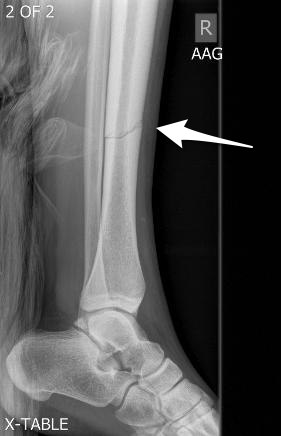 2 OF 2
R
AAG
X-TABLE